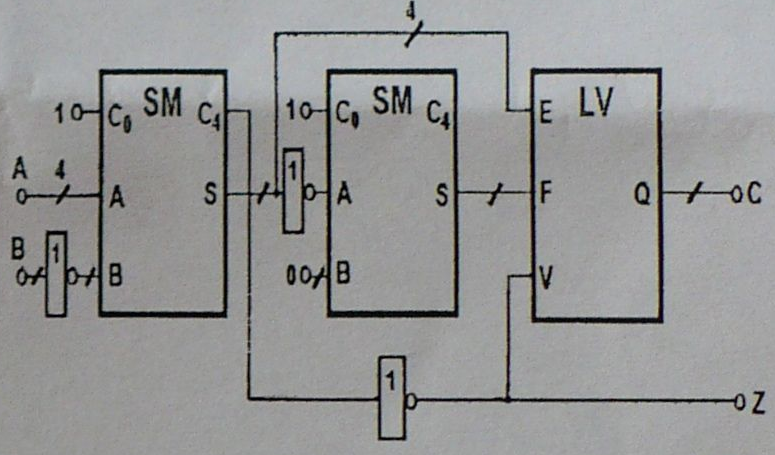 4
SM
SM
LV
1 C₀ C₄
1 C₀ C₄
E
A 4 A S
1 A S
F Q C
B 1 B
0 B
V
1 Z